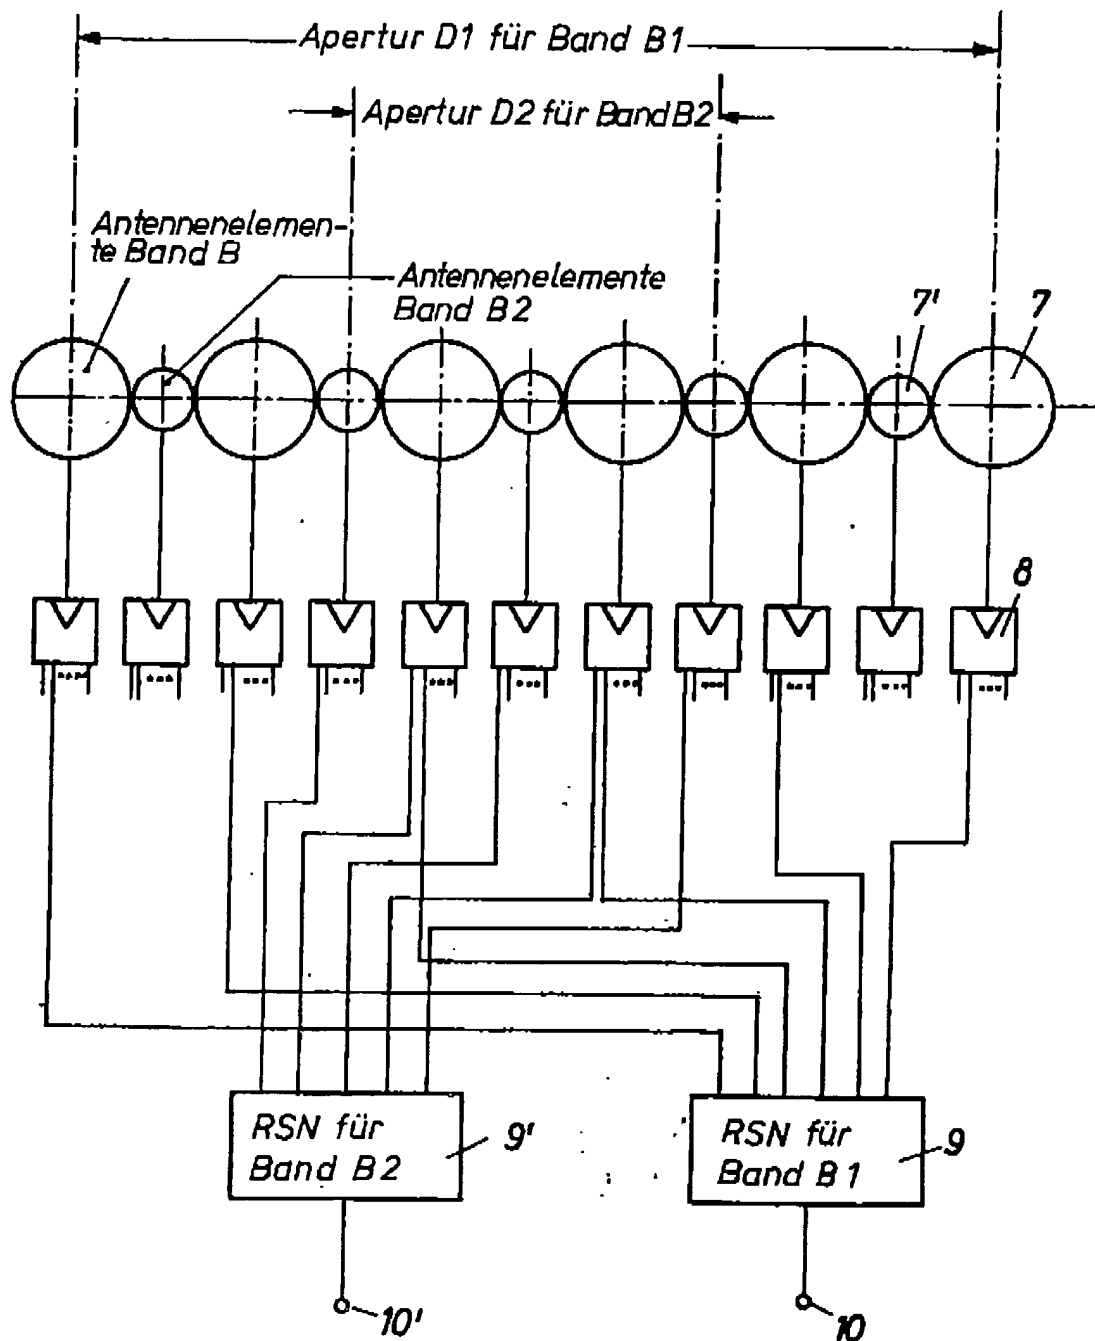 Apertur D1 für Band B1
Apertur D2 für Band B2
Antennenelemen-
te Band B
Antennenelemente
Band B2
7'
7
8
RSN für
Band B2
9'
RSN für
Band B1
9
10'
10